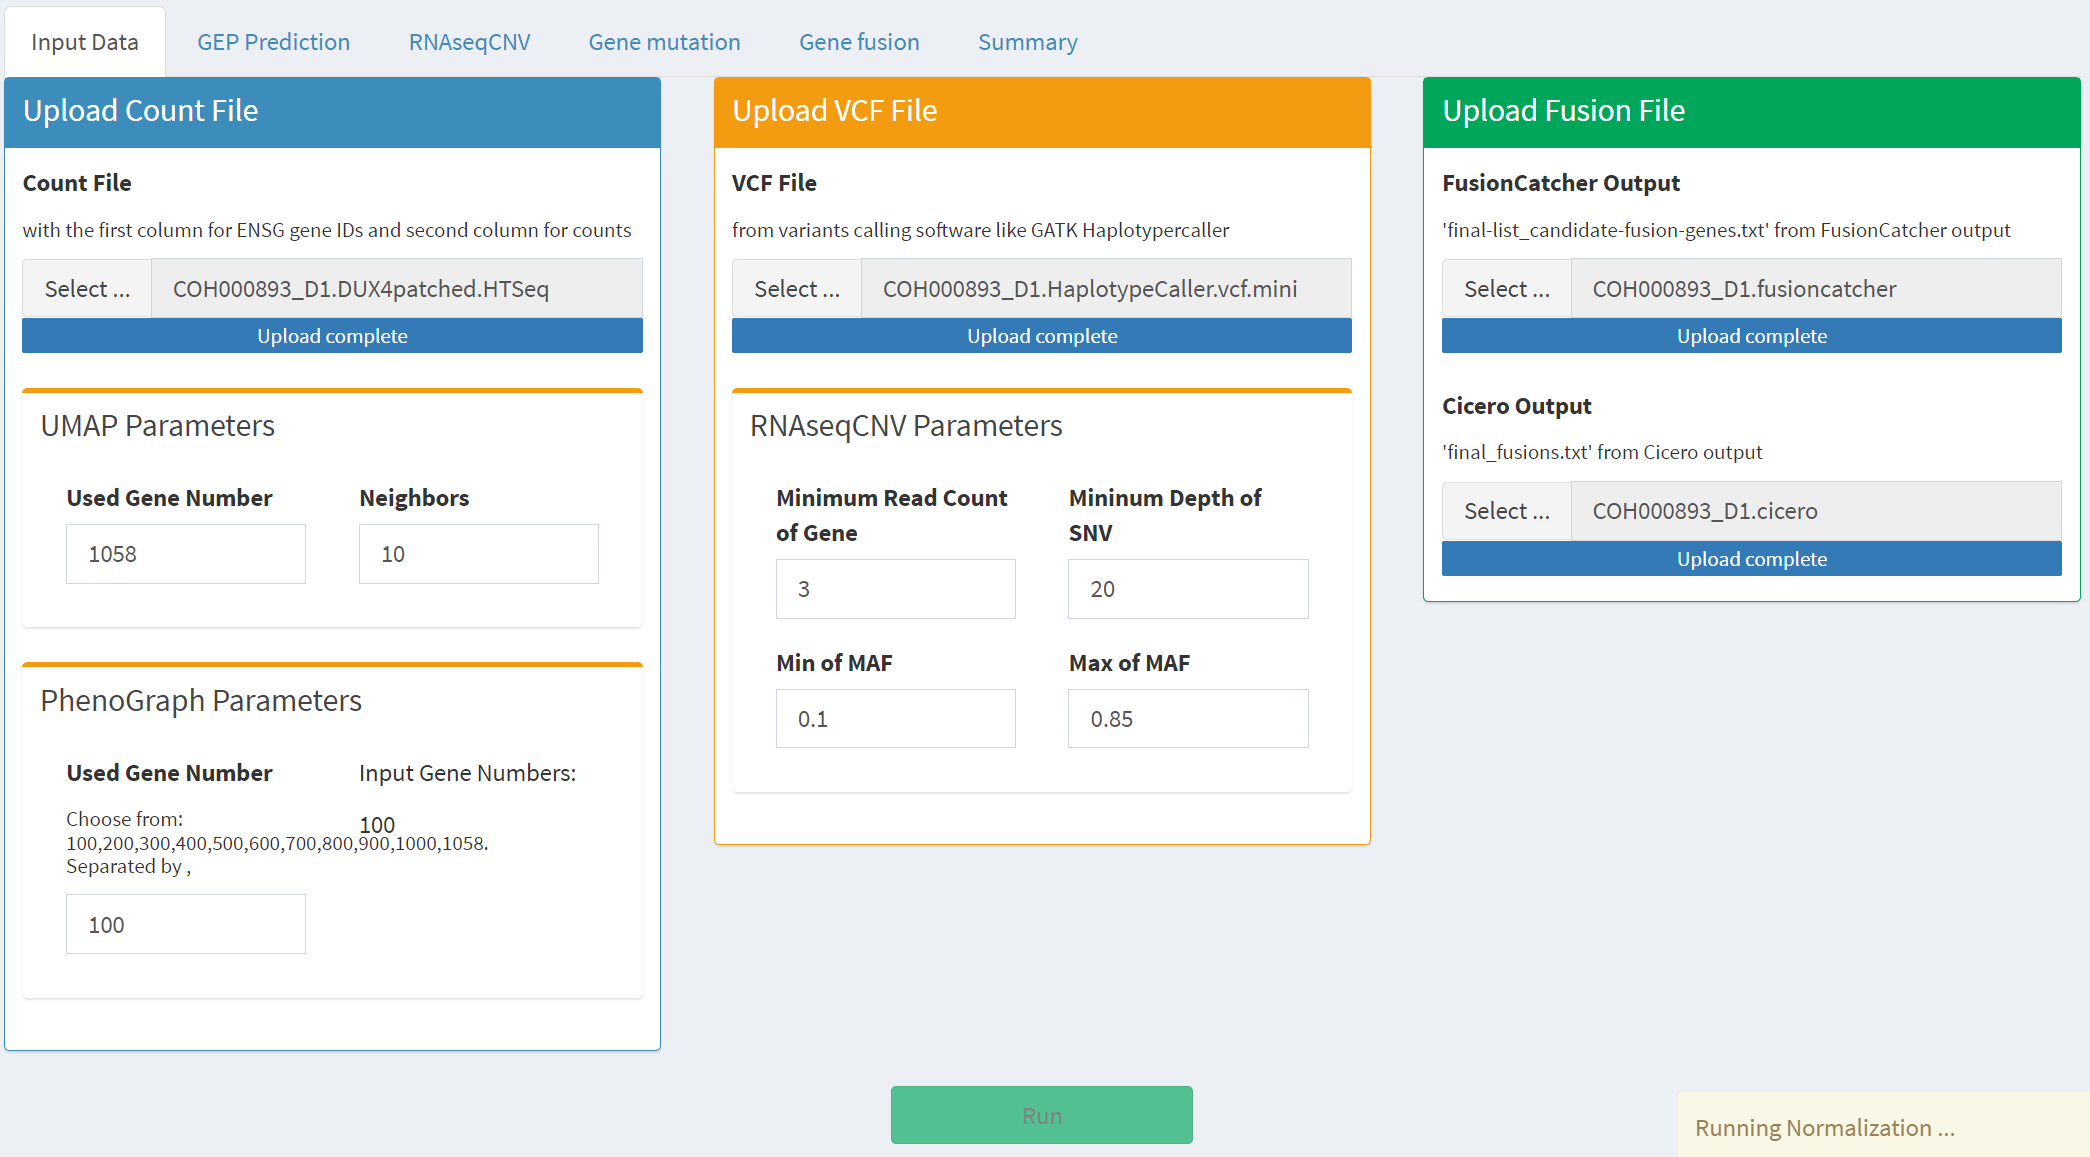 Input Data
GEP Prediction
RNAseqCNV
Gene mutation
Gene fusion
Summary
Upload Count File
Count File
with the first column for ENSG gene IDs and second column for counts
Select ...
COH000893_D1.DUX4patched.HTSeq
Upload complete
UMAP Parameters
Used Gene Number
Neighbors
1058
10
PhenoGraph Parameters
Used Gene Number
Input Gene Numbers:
Choose from:
100
100,200,300,400,500,600,700,800,900,1000,1058.
Separated by ,
100
Upload VCF File
VCF File
from variants calling software like GATK Haplotypercaller
Select ...
COH000893_D1.HaplotypeCaller.vcf.mini
Upload complete
RNAseqCNV Parameters
Minimum Read Count
of Gene
Mininum Depth of
SNV
3
20
Min of MAF
Max of MAF
0.1
0.85
Upload Fusion File
FusionCatcher Output
'final-list_candidate-fusion-genes.txt' from FusionCatcher output
Select ...
COH000893_D1.fusioncatcher
Upload complete
Cicero Output
'final_fusions.txt' from Cicero output
Select ...
COH000893_D1.cicero
Upload complete
Run
Running Normalization ...